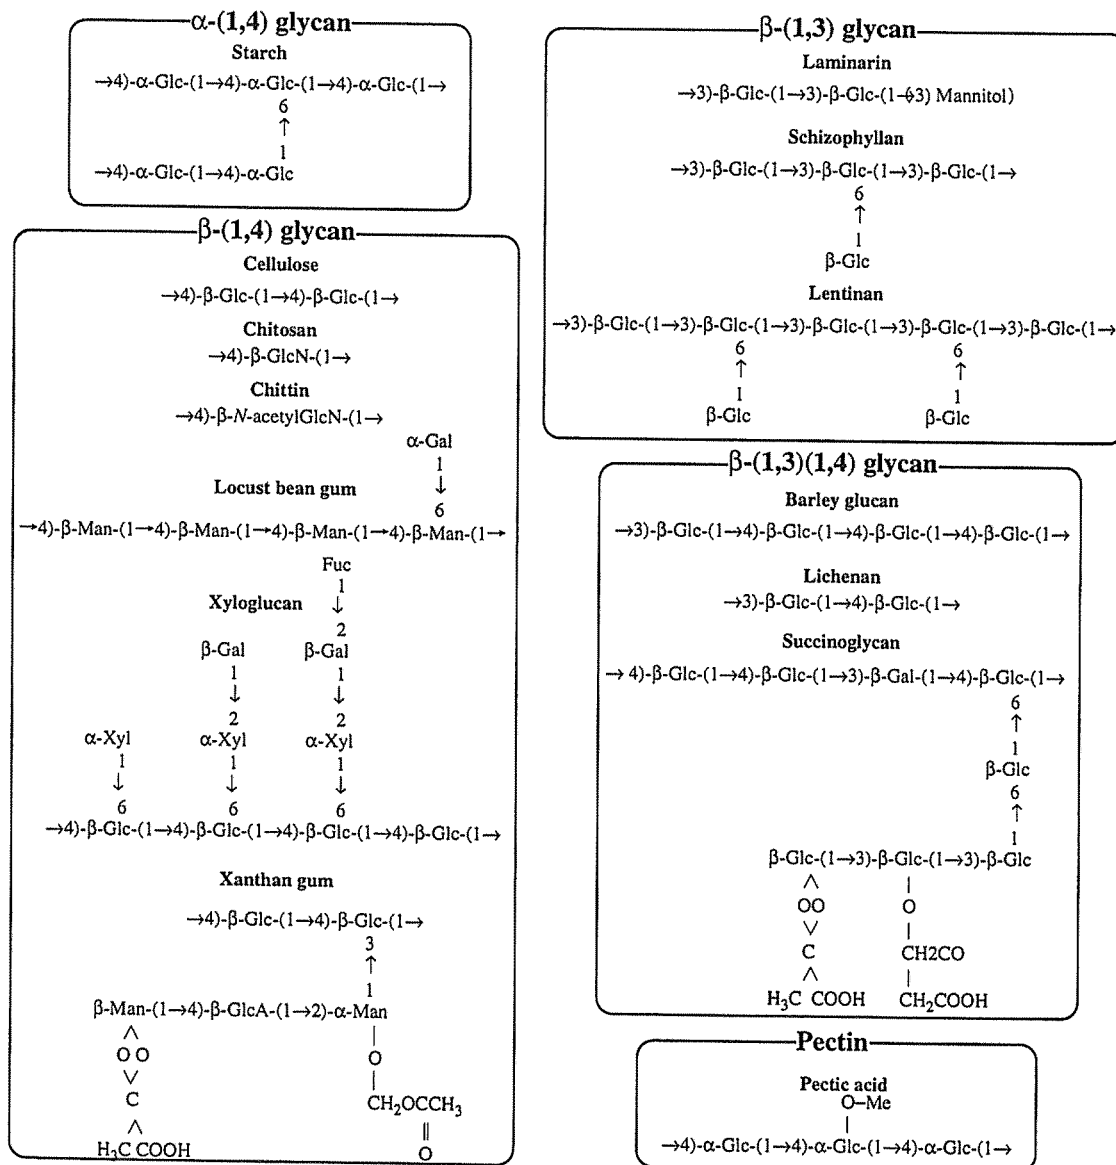 α-(1,4) glycan
Starch
→4)-α-Glc-(1→4)-α-Glc-(1→4)-α-Glc-(1→
6
↑
1
→4)-α-Glc-(1→4)-α-Glc
β-(1,4) glycan
Cellulose
→4)-β-Glc-(1→4)-β-Glc-(1→
Chitosan
→4)-β-GlcN-(1→
Chittin
→4)-β-N-acetylGlcN-(1→
α-Gal
1
↓
Locust bean gum
6
→4)-β-Man-(1→4)-β-Man-(1→4)-β-Man-(1→4)-β-Man-(1→
Fuc
1
Xyloglucan
↓
2
β-Gal β-Gal
1 1
↓ ↓
2 2
α-Xyl α-Xyl α-Xyl
1 1 1
↓ ↓ ↓
6 6 6
→4)-β-Glc-(1→4)-β-Glc-(1→4)-β-Glc-(1→4)-β-Glc-(1→
Xanthan gum
→4)-β-Glc-(1→4)-β-Glc-(1→
3
↑
1
β-Man-(1→4)-β-GlcA-(1→2)-α-Man
O O O
C CH₂OCCH₃
H₃C COOH O
β-(1,3) glycan
Laminarin
→3)-β-Glc-(1→3)-β-Glc-(1→3) Mannitol)
Schizophyllan
→3)-β-Glc-(1→3)-β-Glc-(1→3)-β-Glc-(1→
6
↑
1
β-Glc
Lentinan
→3)-β-Glc-(1→3)-β-Glc-(1→3)-β-Glc-(1→3)-β-Glc-(1→3)-β-Glc-(1→
6 6
↑ ↑
1 1
β-Glc β-Glc
β-(1,3)(1,4) glycan
Barley glucan
→3)-β-Glc-(1→4)-β-Glc-(1→4)-β-Glc-(1→4)-β-Glc-(1→
Lichenan
→3)-β-Glc-(1→4)-β-Glc-(1→
Succinoglycan
→ 4)-β-Glc-(1→4)-β-Glc-(1→3)-β-Gal-(1→4)-β-Glc-(1→
6
↑
1
β-Glc
6
↑
1
β-Glc-(1→3)-β-Glc-(1→3)-β-Glc
OO O
C CH2CO
H₃C COOH CH₂COOH
Pectin
Pectic acid
O–Me
→4)-α-Glc-(1→4)-α-Glc-(1→4)-α-Glc-(1→